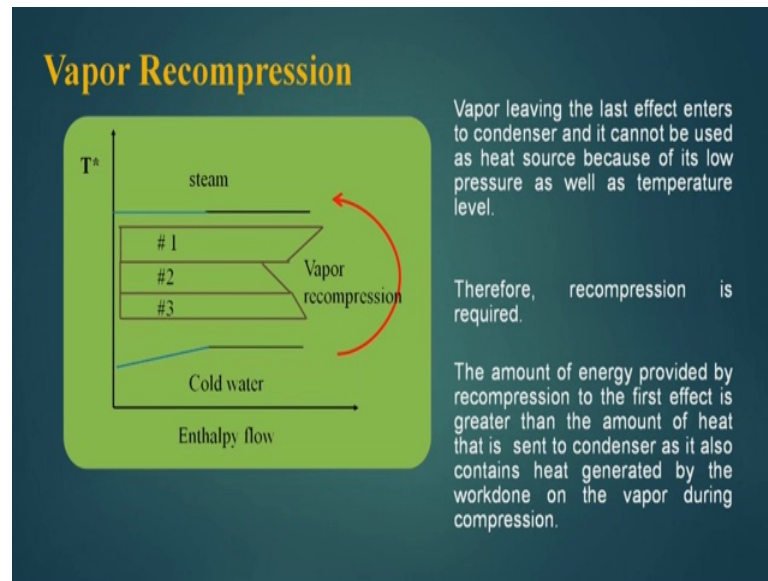 Vapor Recompression
T*
steam
# 1
#2
#3
Vapor
recompression
Cold water
Enthalpy flow
Vapor leaving the last effect enters
to condenser and it cannot be used
as heat source because of its low
pressure as well as temperature
level.
Therefore, recompression is
required.
The amount of energy provided by
recompression to the first effect is
greater than the amount of heat
that is sent to condenser as it also
contains heat generated by the
workdone on the vapor during
compression.